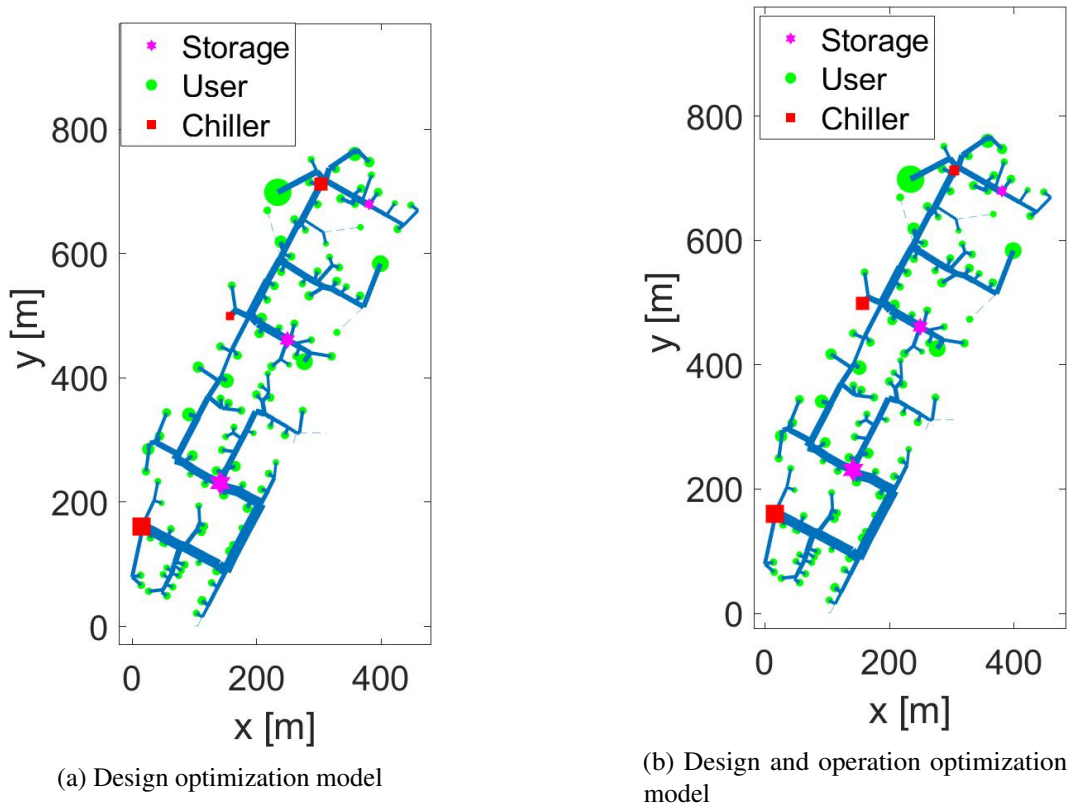 Storage
User
Chiller
800
600
400
200
0
y [m]
0 200 400
x [m]
(a) Design optimization model
Storage
User
Chiller
800
600
400
200
0
y [m]
0 200 400
x [m]
(b) Design and operation optimization
model